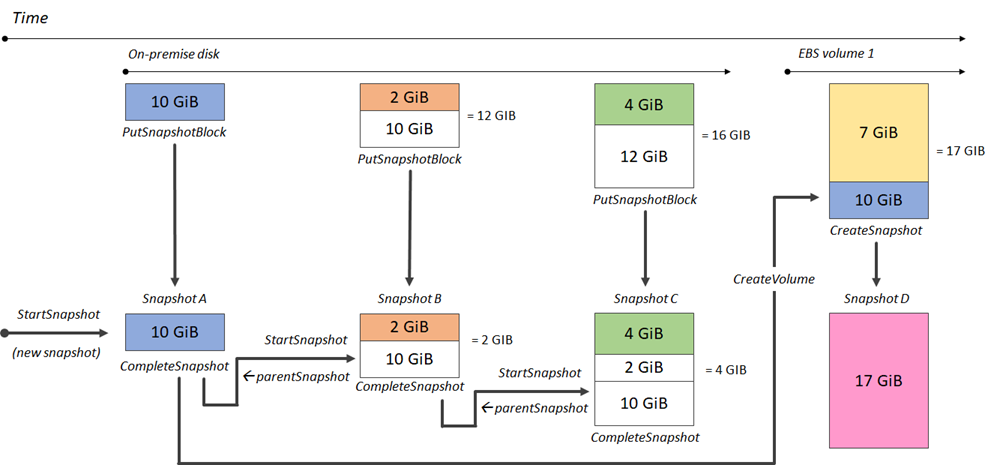 Time
On-premise disk
EBS volume 1
10 GiB
PutSnapshotBlock
2 GiB
10 GiB
= 12 GIB
PutSnapshotBlock
4 GiB
12 GiB
= 16 GIB
PutSnapshotBlock
7 GiB
10 GiB
= 17 GIB
CreateSnapshot
CreateVolume
StartSnapshot
(new snapshot)
Snapshot A
10 GiB
CompleteSnapshot
StartSnapshot
←parentSnapshot
Snapshot B
2 GiB
10 GiB
= 2 GIB
CompleteSnapshot
StartSnapshot
←parentSnapshot
Snapshot C
4 GiB
2 GiB
10 GiB
= 4 GIB
CompleteSnapshot
Snapshot D
17 GiB